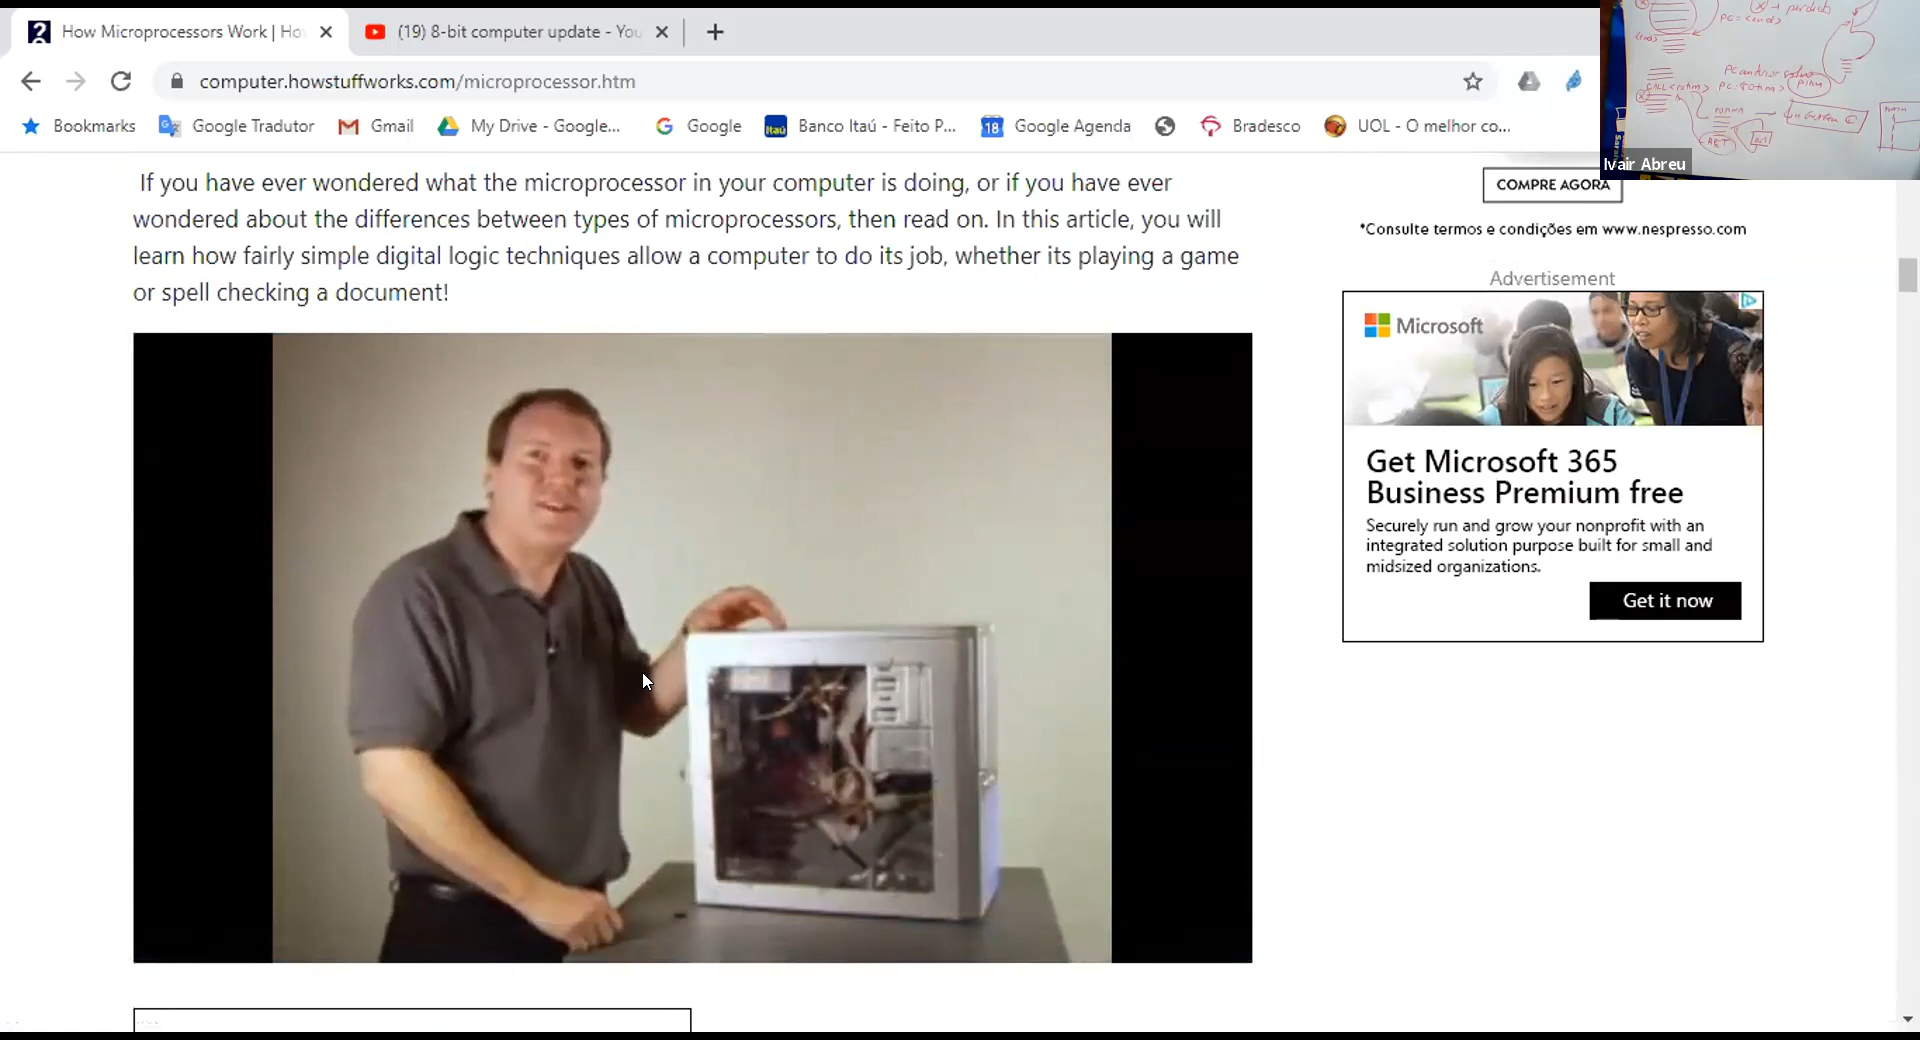 How Microprocessors Work | Ho
(19) 8-bit computer update - You
computer.howstuffworks.com/microprocessor.htm
Bookmarks
Google Tradutor
Gmail
My Drive - Google...
Google
Itaú
Banco Itaú - Feito P...
18
Google Agenda
Bradesco
UOL - O melhor co...
If you have ever wondered what the microprocessor in your computer is doing, or if you have ever
wondered about the differences between types of microprocessors, then read on. In this article, you will
learn how fairly simple digital logic techniques allow a computer to do its job, whether its playing a game
or spell checking a document!
Ivair Abreu
COMPRE AGORA
*Consulte termos e condições em www.nespresso.com
Advertisement
Microsoft
Get Microsoft 365
Business Premium free
Securely run and grow your nonprofit with an
integrated solution purpose built for small and
midsized organizations.
Get it now